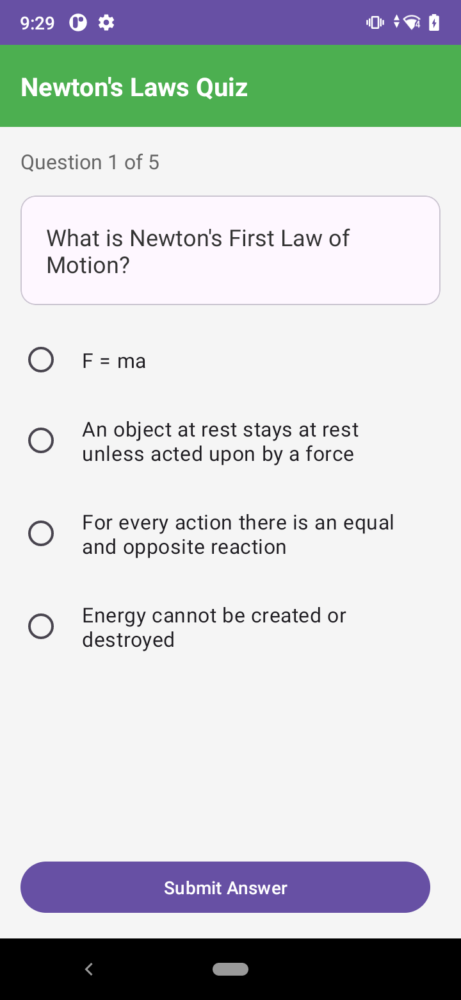 9:29
Newton's Laws Quiz
Question 1 of 5
What is Newton's First Law of
Motion?
F = ma
An object at rest stays at rest
unless acted upon by a force
For every action there is an equal
and opposite reaction
Energy cannot be created or
destroyed
Submit Answer